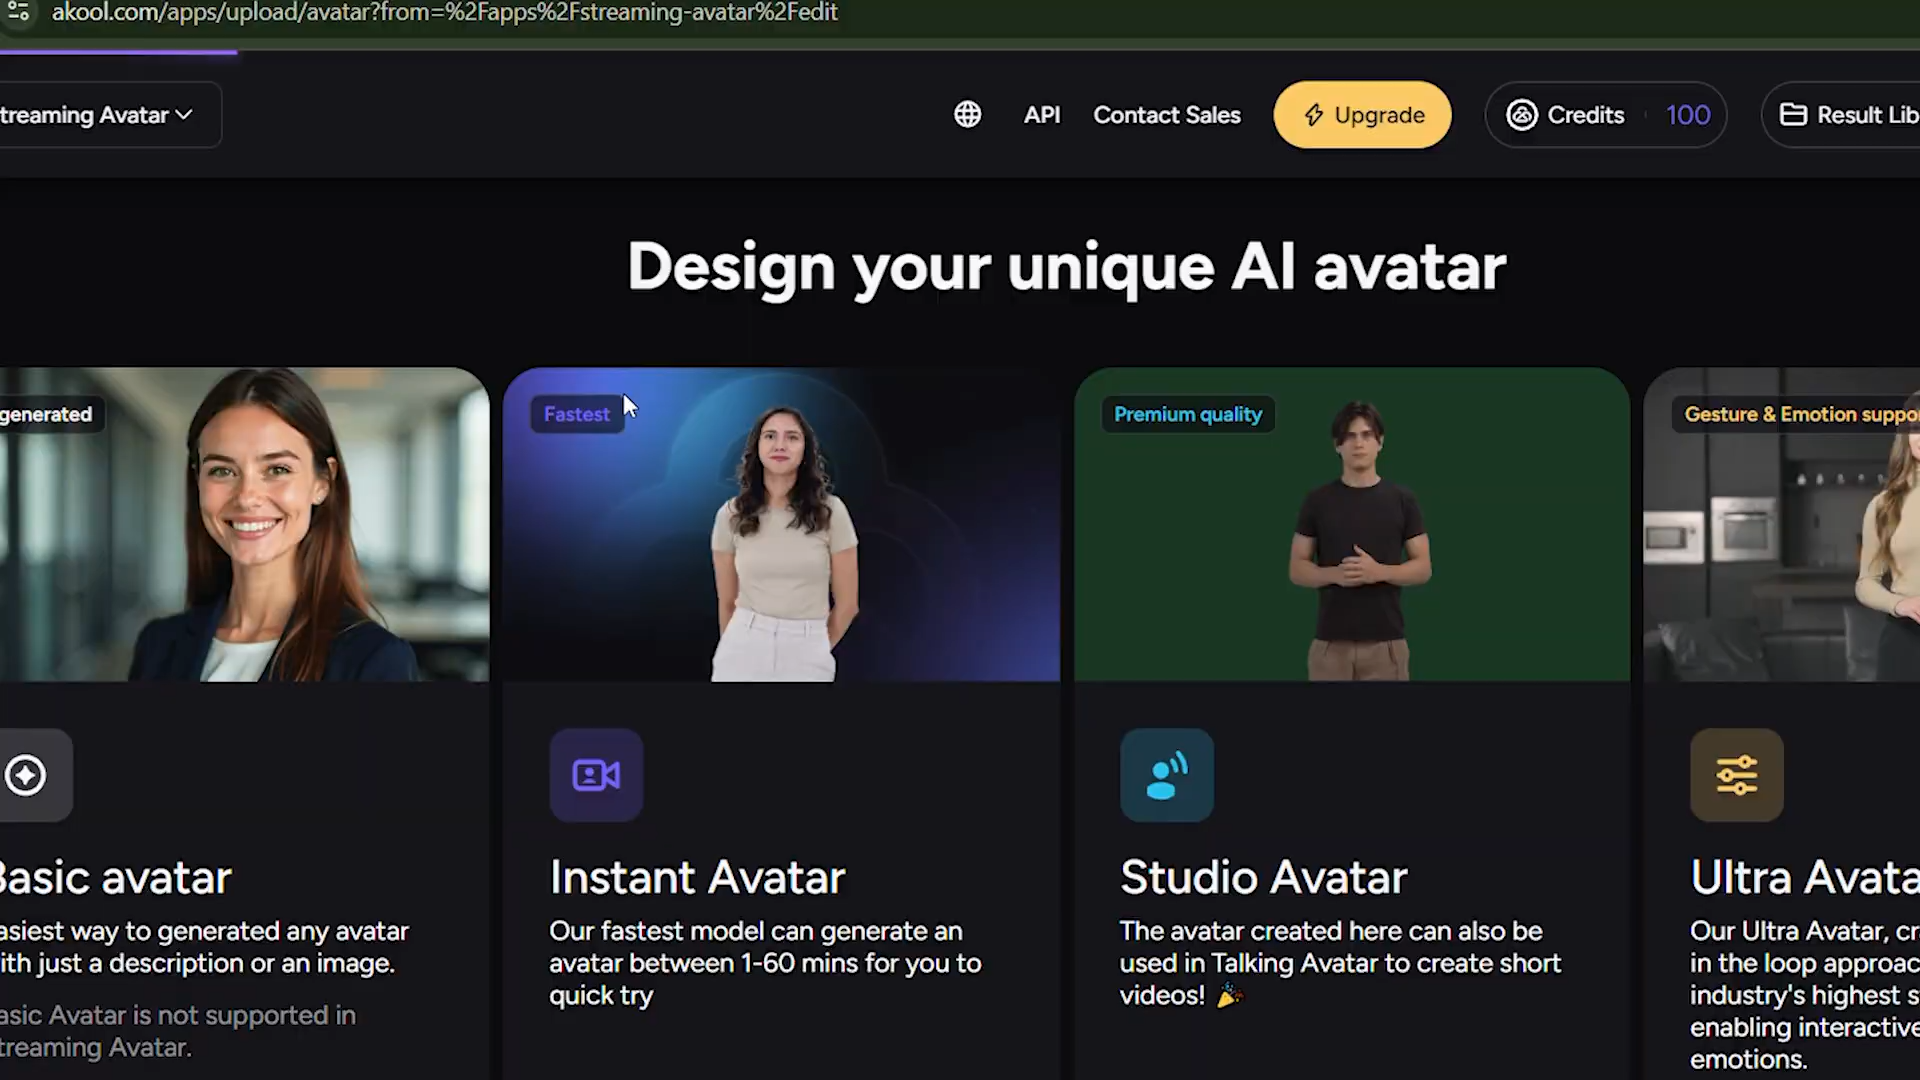 akool.com/apps/upload/avatar?from=%2Fapps%2Fstreaming-avatar%2Fedit
treaming Avatar
API
Contact Sales
Upgrade
Credits
100
Result Lib
Design your unique AI avatar
generated
Fastest
Premium quality
Gesture & Emotion suppo
Basic avatar
asiest way to generated any avatar
ith just a description or an image.
asic Avatar is not supported in
treaming Avatar.
Instant Avatar
Our fastest model can generate an
avatar between 1-60 mins for you to
quick try
Studio Avatar
The avatar created here can also be
used in Talking Avatar to create short
videos! 🎉
Ultra Avata
Our Ultra Avatar, cr
in the loop approac
industry's highest s
enabling interactive
emotions.